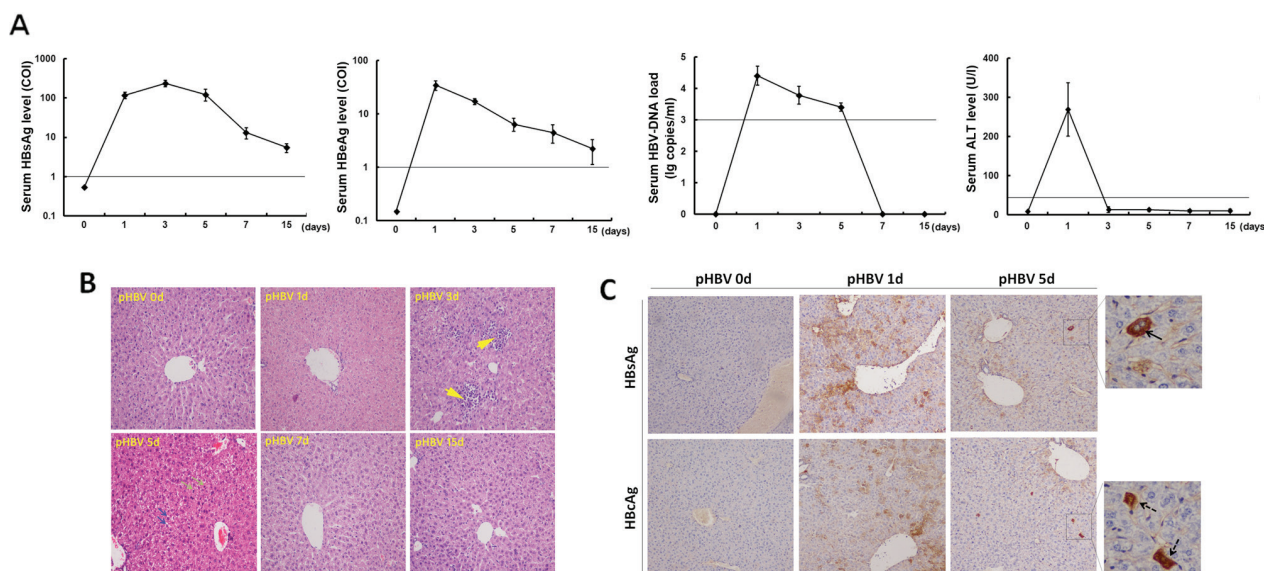 A
Serum HBsAg level (COI)
1000
100
10
1
0.1
0 1 3 5 7 15 (days)
Serum HBeAg level (COI)
100
10
1
0.1
0 1 3 5 7 15 (days)
Serum HBV-DNA load
(lg copies/ml)
5
4
3
2
1
0
0 1 3 5 7 15 (days)
Serum ALT level (U/l)
400
300
200
100
0
0 1 3 5 7 15 (days)
B
pHBV 0d pHBV 1d pHBV 3d
pHBV 5d pHBV 7d pHBV 15d
C
pHBV 0d pHBV 1d pHBV 5d
HBsAg
HBcAg